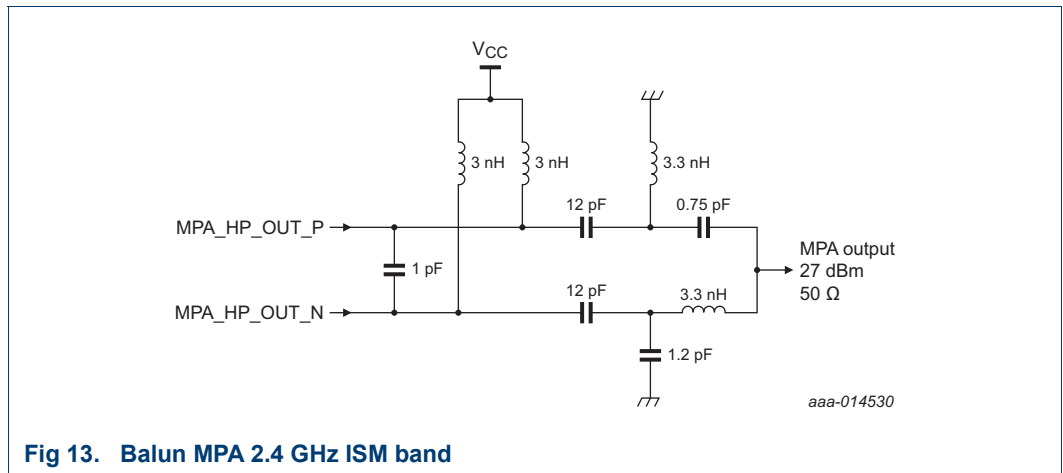 VCC
3 nH
3 nH
3.3 nH
12 pF
0.75 pF
MPA_HP_OUT_P
MPA output
27 dBm
50 Ω
1 pF
12 pF
3.3 nH
MPA_HP_OUT_N
1.2 pF
aaa-014530
Fig 13. Balun MPA 2.4 GHz ISM band